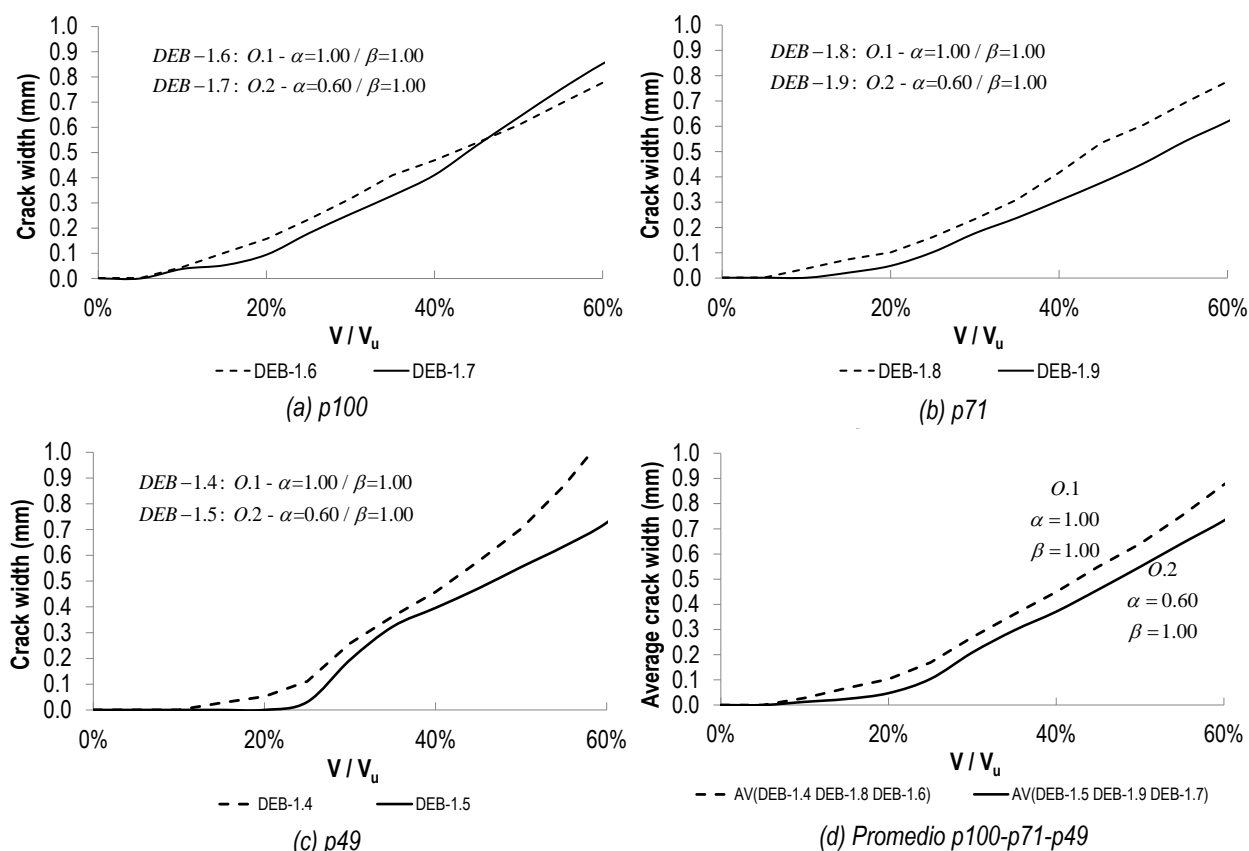 Crack width (mm)
1.0
0.9
0.8
0.7
0.6
0.5
0.4
0.3
0.2
0.1
0.0
DEB−1.6: O.1 - α=1.00 / β=1.00
DEB−1.7: O.2 - α=0.60 / β=1.00
0% 20% 40% 60%
V / Vu
DEB-1.6 DEB-1.7
(a) p100
Crack width (mm)
1.0
0.9
0.8
0.7
0.6
0.5
0.4
0.3
0.2
0.1
0.0
DEB−1.8: O.1 - α=1.00 / β=1.00
DEB−1.9: O.2 - α=0.60 / β=1.00
0% 20% 40% 60%
V / Vu
DEB-1.8 DEB-1.9
(b) p71
Crack width (mm)
1.0
0.9
0.8
0.7
0.6
0.5
0.4
0.3
0.2
0.1
0.0
DEB−1.4: O.1 - α=1.00 / β=1.00
DEB−1.5: O.2 - α=0.60 / β=1.00
0% 20% 40% 60%
V / Vu
DEB-1.4 DEB-1.5
(c) p49
Average crack width (mm)
1.0
0.9
0.8
0.7
0.6
0.5
0.4
0.3
0.2
0.1
0.0
O.1
α = 1.00
β = 1.00
O.2
α = 0.60
β = 1.00
0% 20% 40% 60%
V / Vu
AV(DEB-1.4 DEB-1.8 DEB-1.6) AV(DEB-1.5 DEB-1.9 DEB-1.7)
(d) Promedio p100-p71-p49